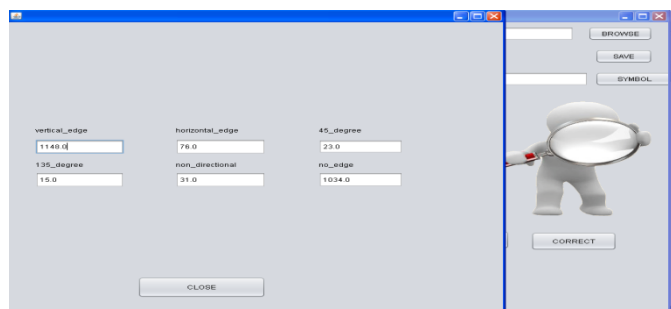 BROWSE
SAVE
SYMBOL
vertical_edge horizontal_edge 45_degree
1148.0 76.0 23.0
135_degree non_directional no_edge
15.0 31.0 1034.0
CORRECT
CLOSE